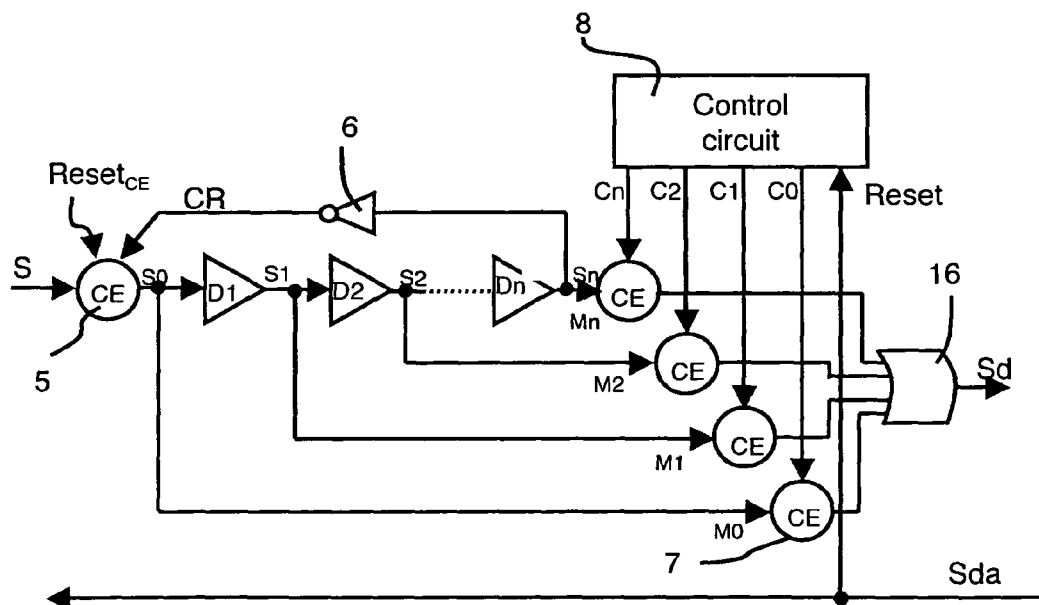 8
Control
circuit
6
Reset_CE
CR
Cn
C2
C1
C0
Reset
S
CE
S0
D1
S1
D2
S2
Dn
Sn
CE
Mn
16
5
M2
CE
Sd
M1
CE
M0
CE
7
Sda